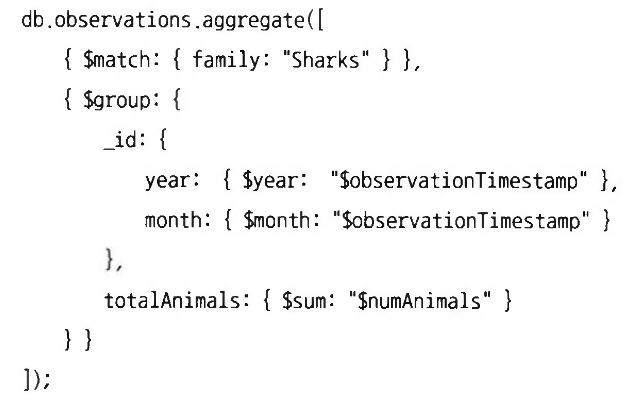 db.observations.aggregate([
    { $match: { family: "Sharks" } },
    { $group: {
        _id: {
            year:  { $year:  "$observationTimestamp" },
            month: { $month: "$observationTimestamp" }
        },
        totalAnimals: { $sum: "$numAnimals" }
    } }
]);